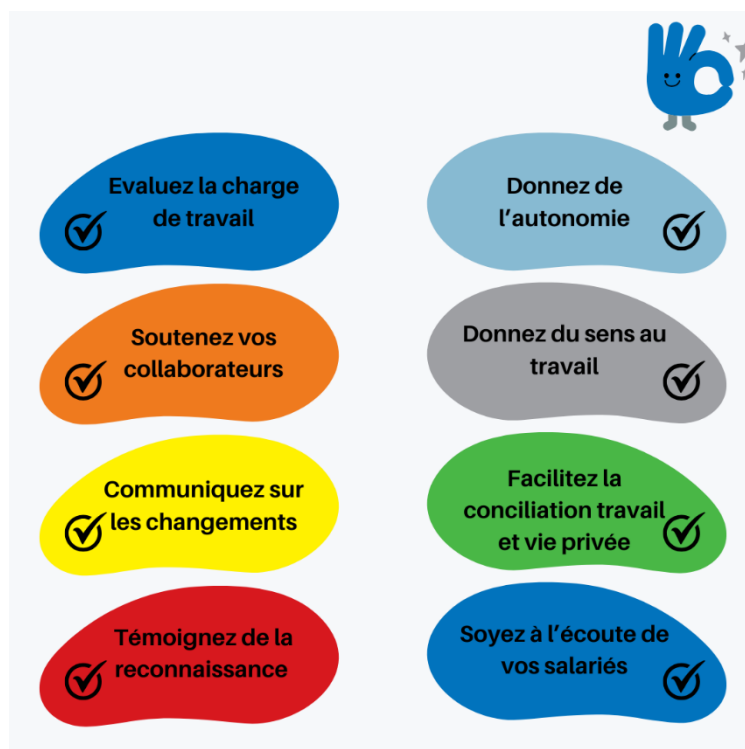 Evaluez la charge
de travail
Donnez de
l’autonomie
Soutenez vos
collaborateurs
Donnez du sens au
travail
Communiquez sur
les changements
Facilitez la
conciliation travail
et vie privée
Témoignez de la
reconnaissance
Soyez à l’écoute de
vos salariés